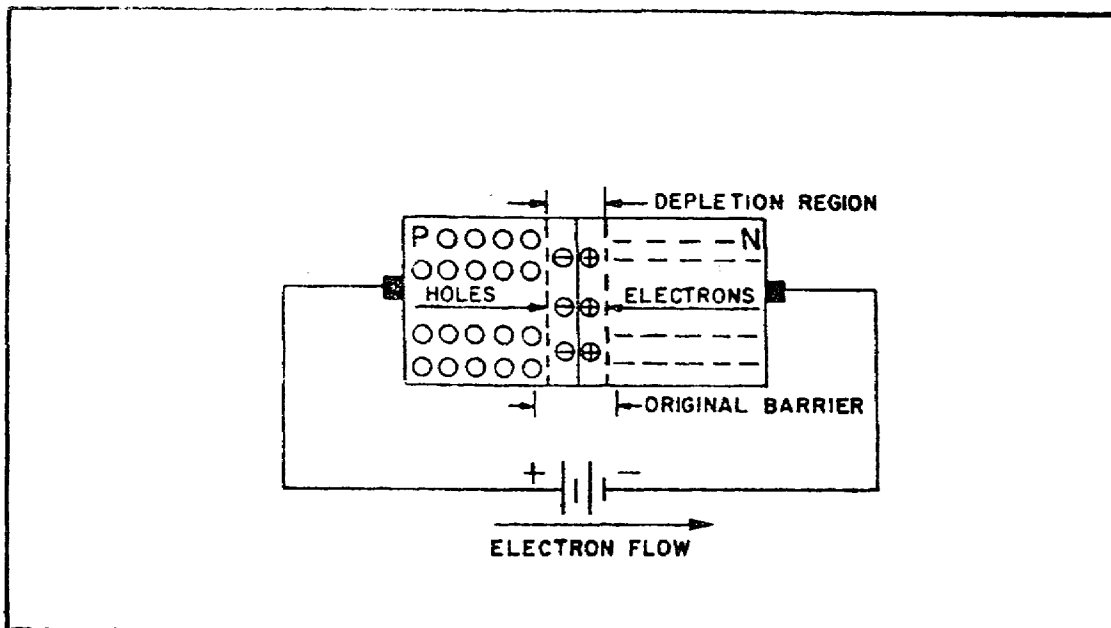 DEPLETION REGION
P N
HOLES ELECTRONS
ORIGINAL BARRIER
+ −
ELECTRON FLOW